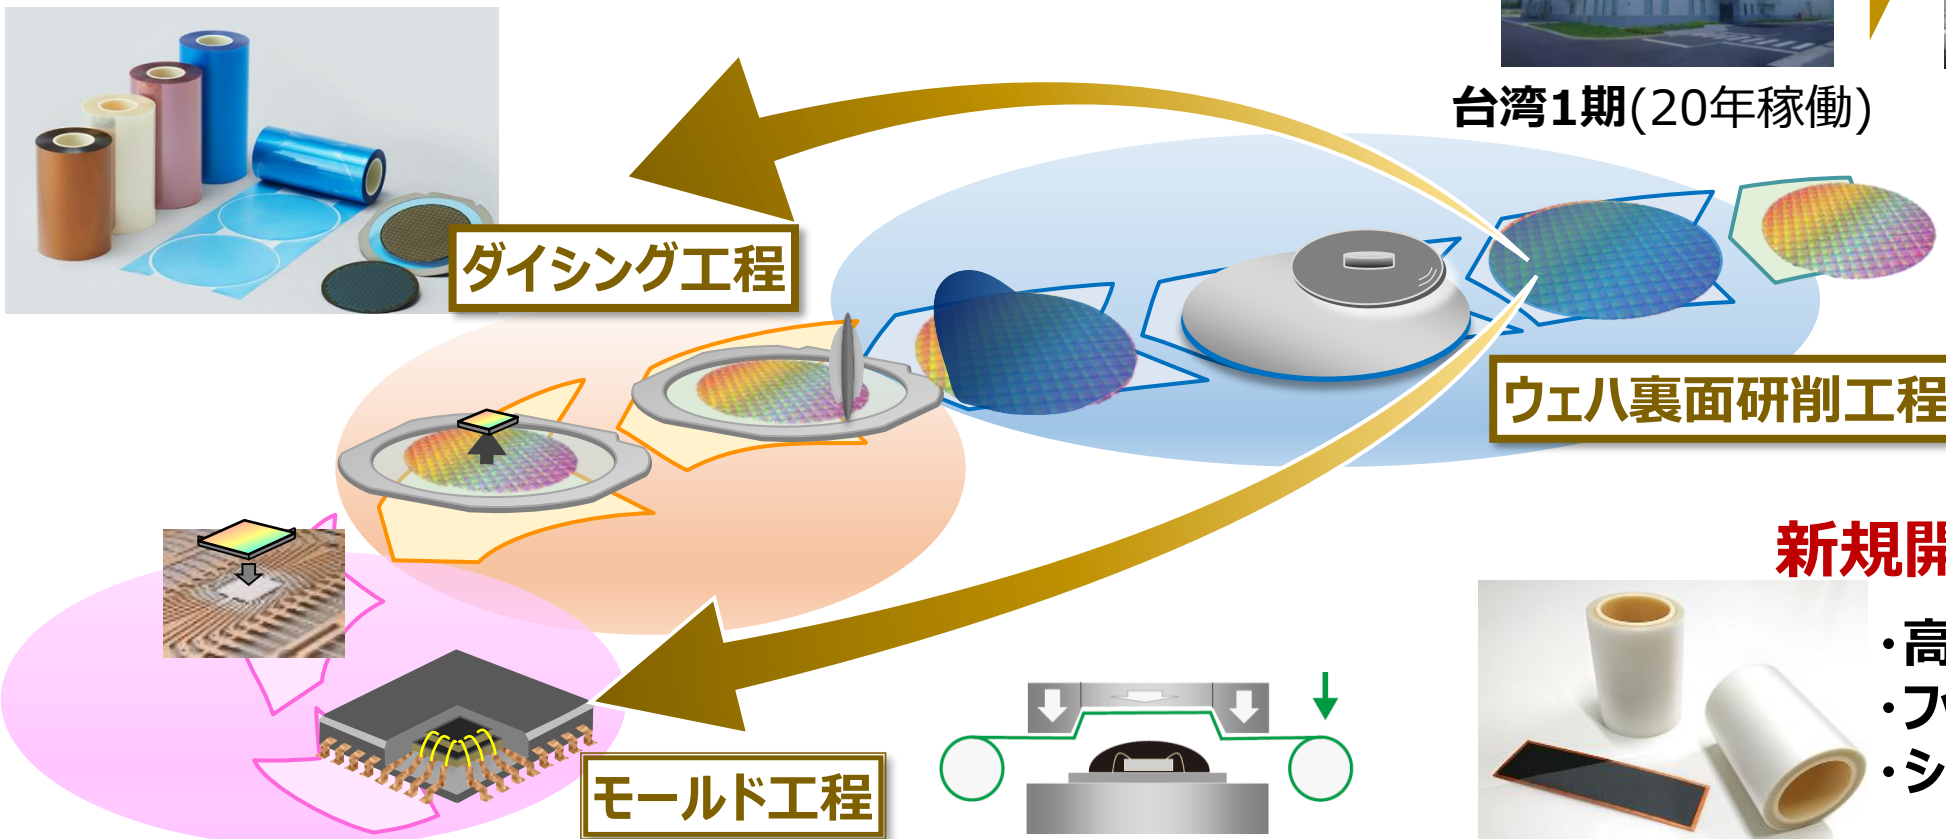 台湾1期(20年稼働)
ダイシング工程
ウェハ裏面研削工程
新規開
・高
・フ
・シ
モールド工程